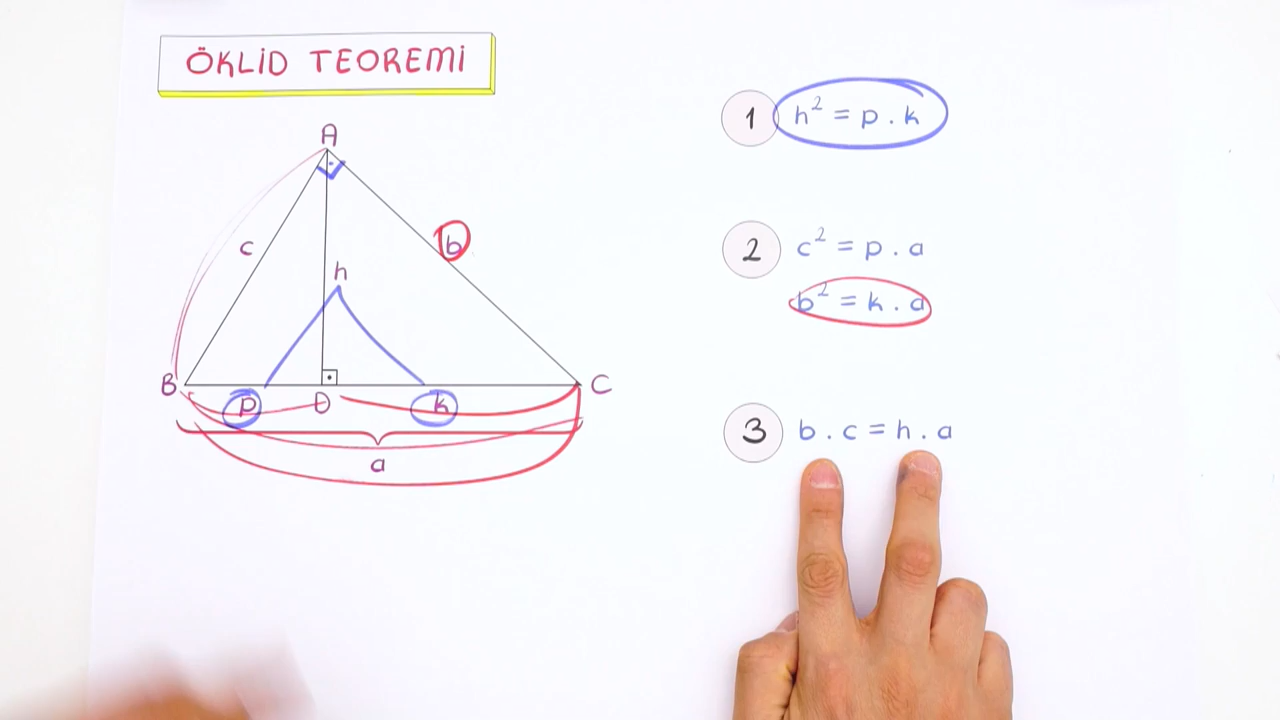 ÖKLİD TEOREMİ
A
c
b
h
B
p
D
k
C
a
1 h² = p . k
2 c² = p . a
b² = k . a
3 b . c = h . a